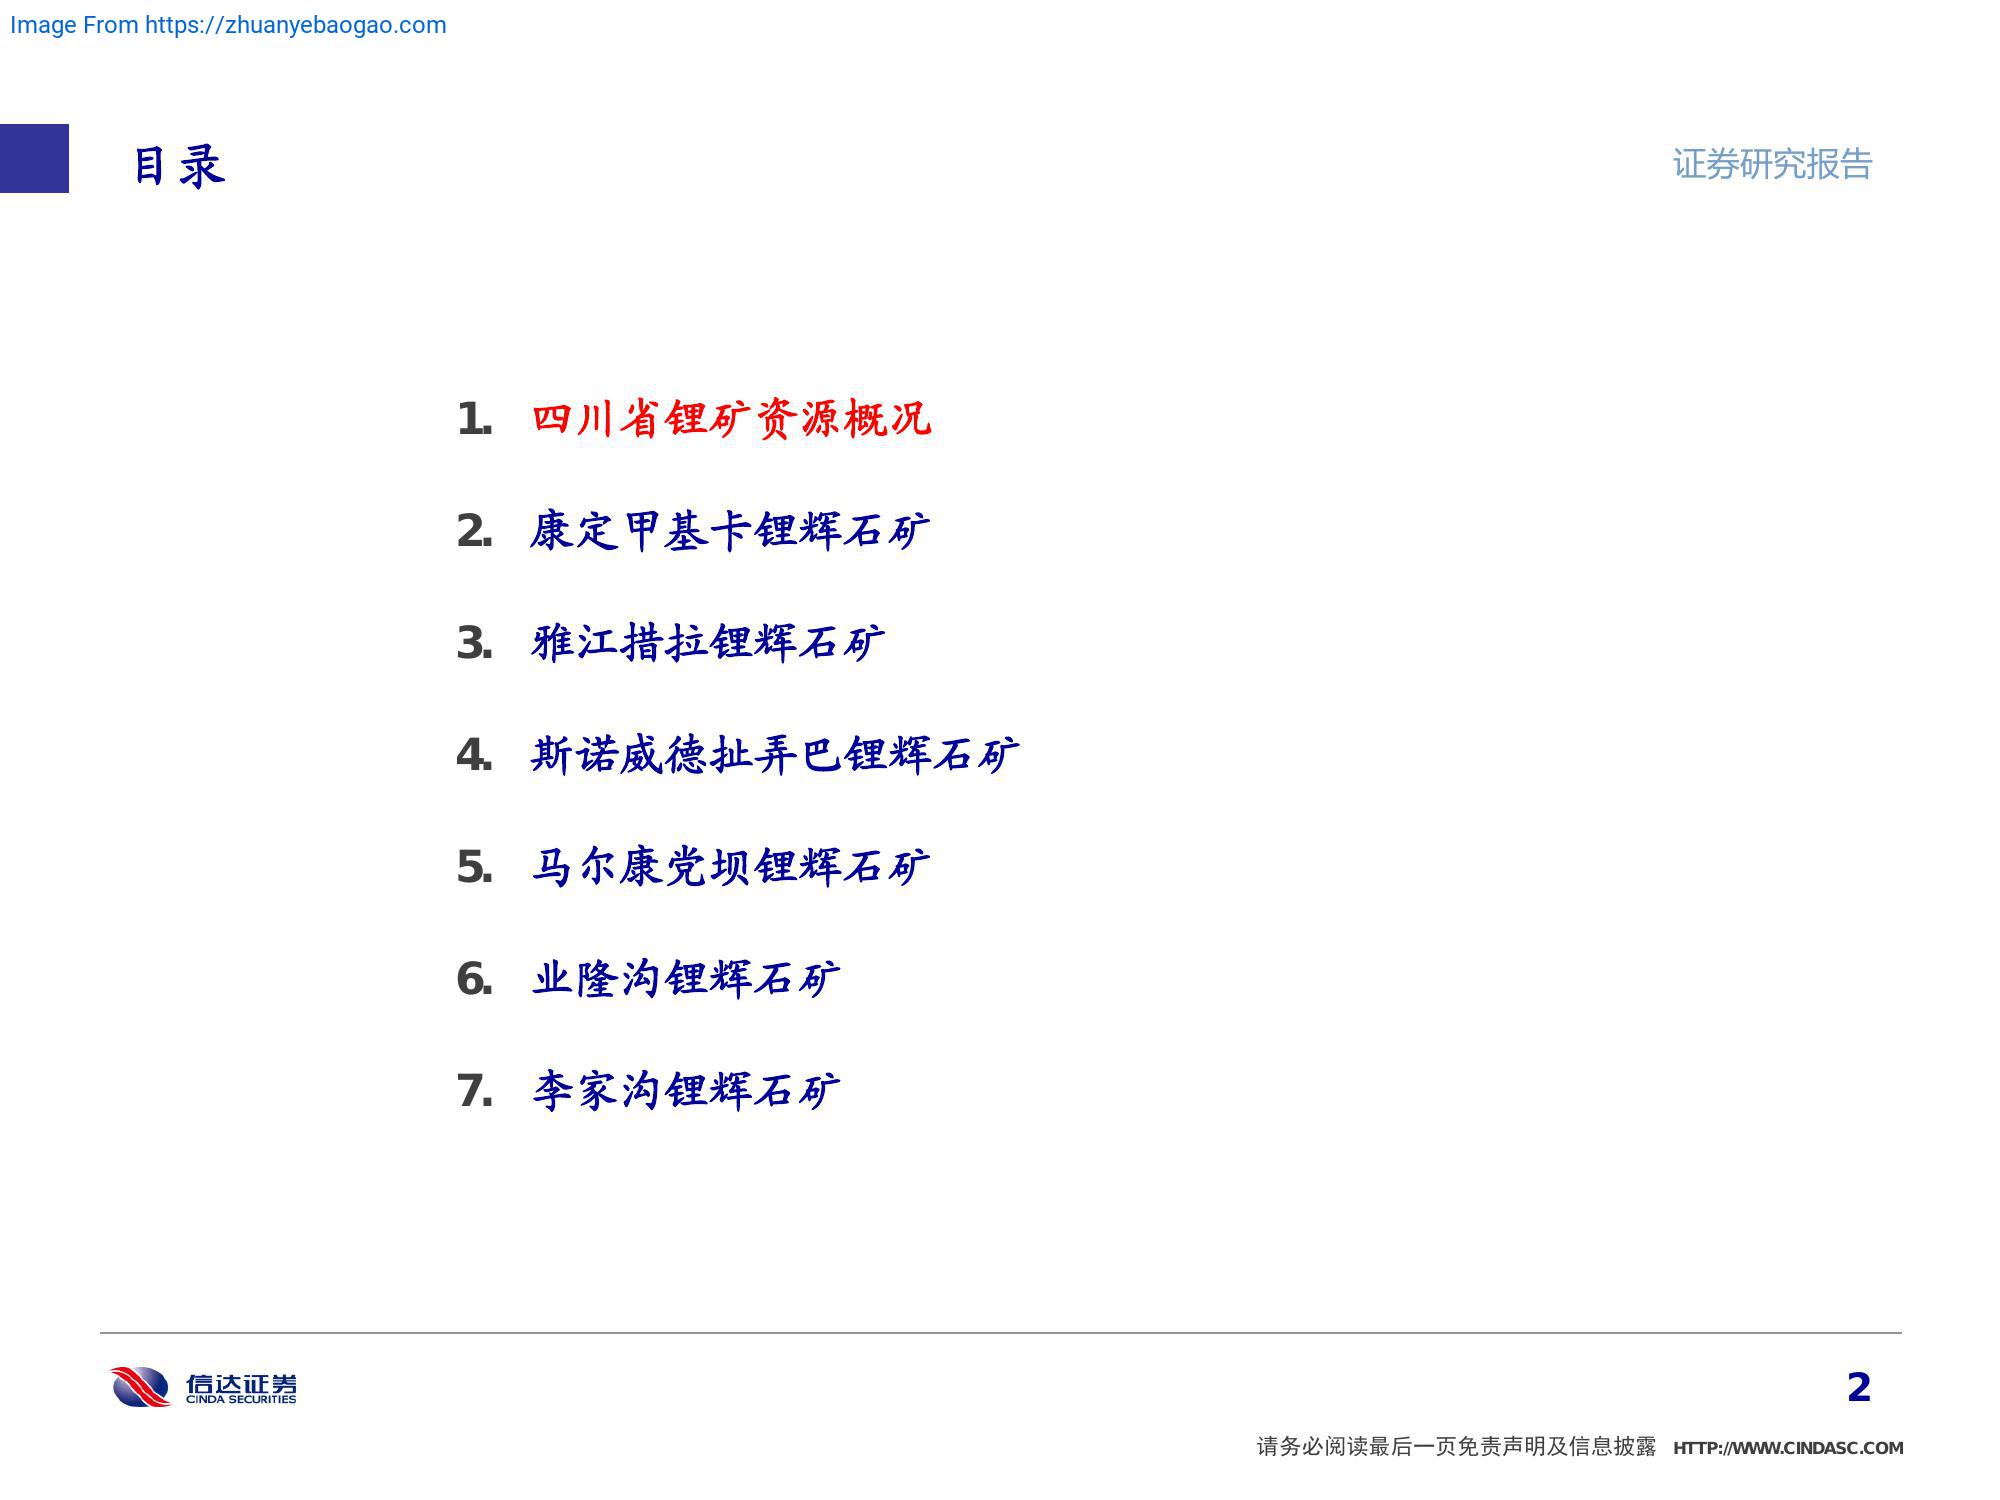 Image From https://zhuanyebaogao.com
目录
证券研究报告
1. 四川省锂矿资源概况
2. 康定甲基卡锂辉石矿
3. 雅江措拉锂辉石矿
4. 斯诺威德扯弄巴锂辉石矿
5. 马尔康党坝锂辉石矿
6. 业隆沟锂辉石矿
7. 李家沟锂辉石矿
信达证券
CINDA SECURITIES
2
请务必阅读最后一页免责声明及信息披露 HTTP://WWW.CINDASC.COM